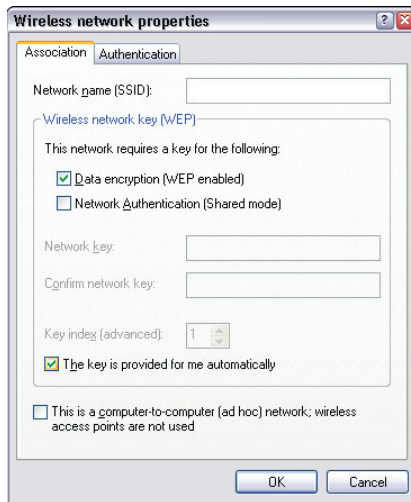 Wireless network properties
Association Authentication
Network name (SSID):
Wireless network key (WEP)
This network requires a key for the following:
Data encryption (WEP enabled)
Network Authentication (Shared mode)
Network key:
Confirm network key:
Key index (advanced): 1
The key is provided for me automatically
This is a computer-to-computer (ad hoc) network; wireless
access points are not used
OK Cancel